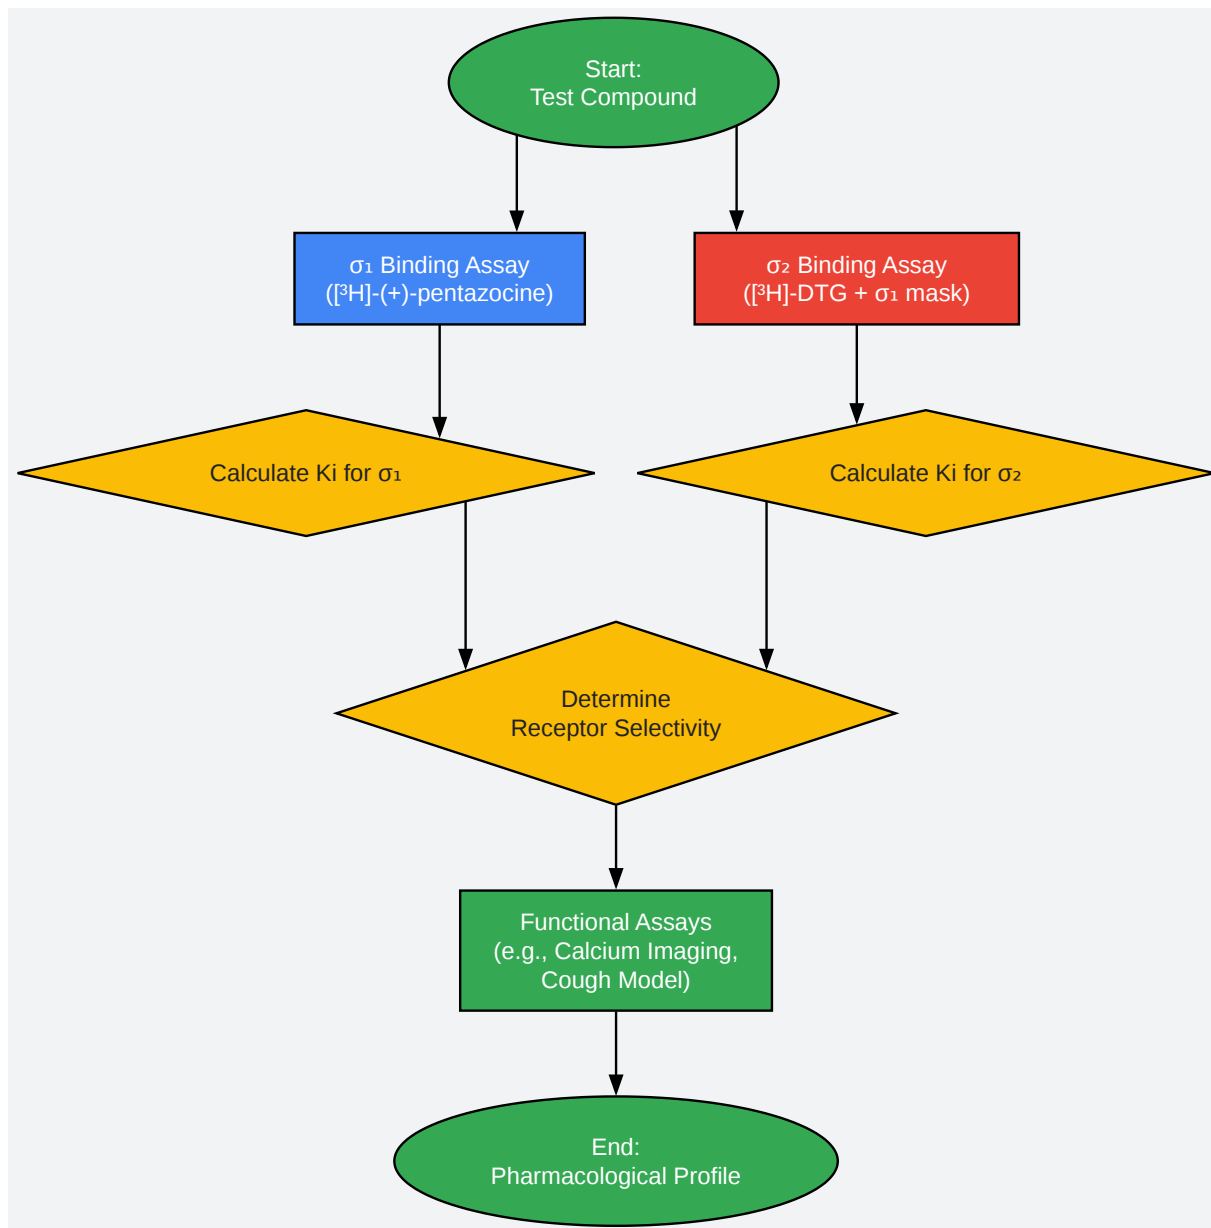 Start:
Test Compound
σ₁ Binding Assay
([³H]-(+)-pentazocine)
σ₂ Binding Assay
([³H]-DTG + σ₁ mask)
Calculate Ki for σ₁
Calculate Ki for σ₂
Determine
Receptor Selectivity
Functional Assays
(e.g., Calcium Imaging,
Cough Model)
End:
Pharmacological Profile